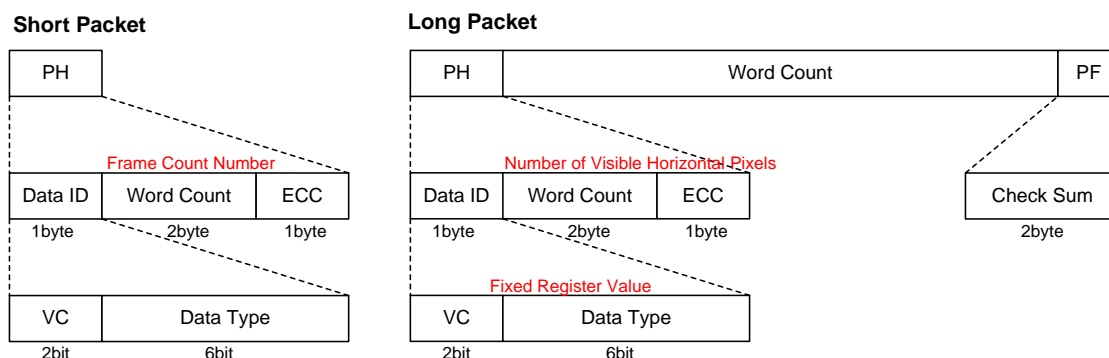 Short Packet
Long Packet
PH
PH
Word Count
PF
Frame Count Number
Number of Visible Horizontal Pixels
Data ID
Word Count
ECC
Data ID
Word Count
ECC
Check Sum
1byte
2byte
1byte
1byte
2byte
1byte
2byte
Fixed Register Value
VC
Data Type
VC
Data Type
2bit
6bit
2bit
6bit